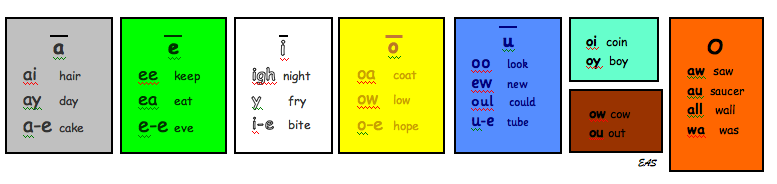 ā
ai hair
ay day
a-e cake
ē
ee keep
ea eat
e-e eve
ī
igh night
y fry
i-e bite
ō
oa coat
ow low
o-e hope
ū
oo look
ew new
oul could
u-e tube
oi coin
oy boy
ow cow
ou out
EAS
O
aw saw
au saucer
all wall
wa was